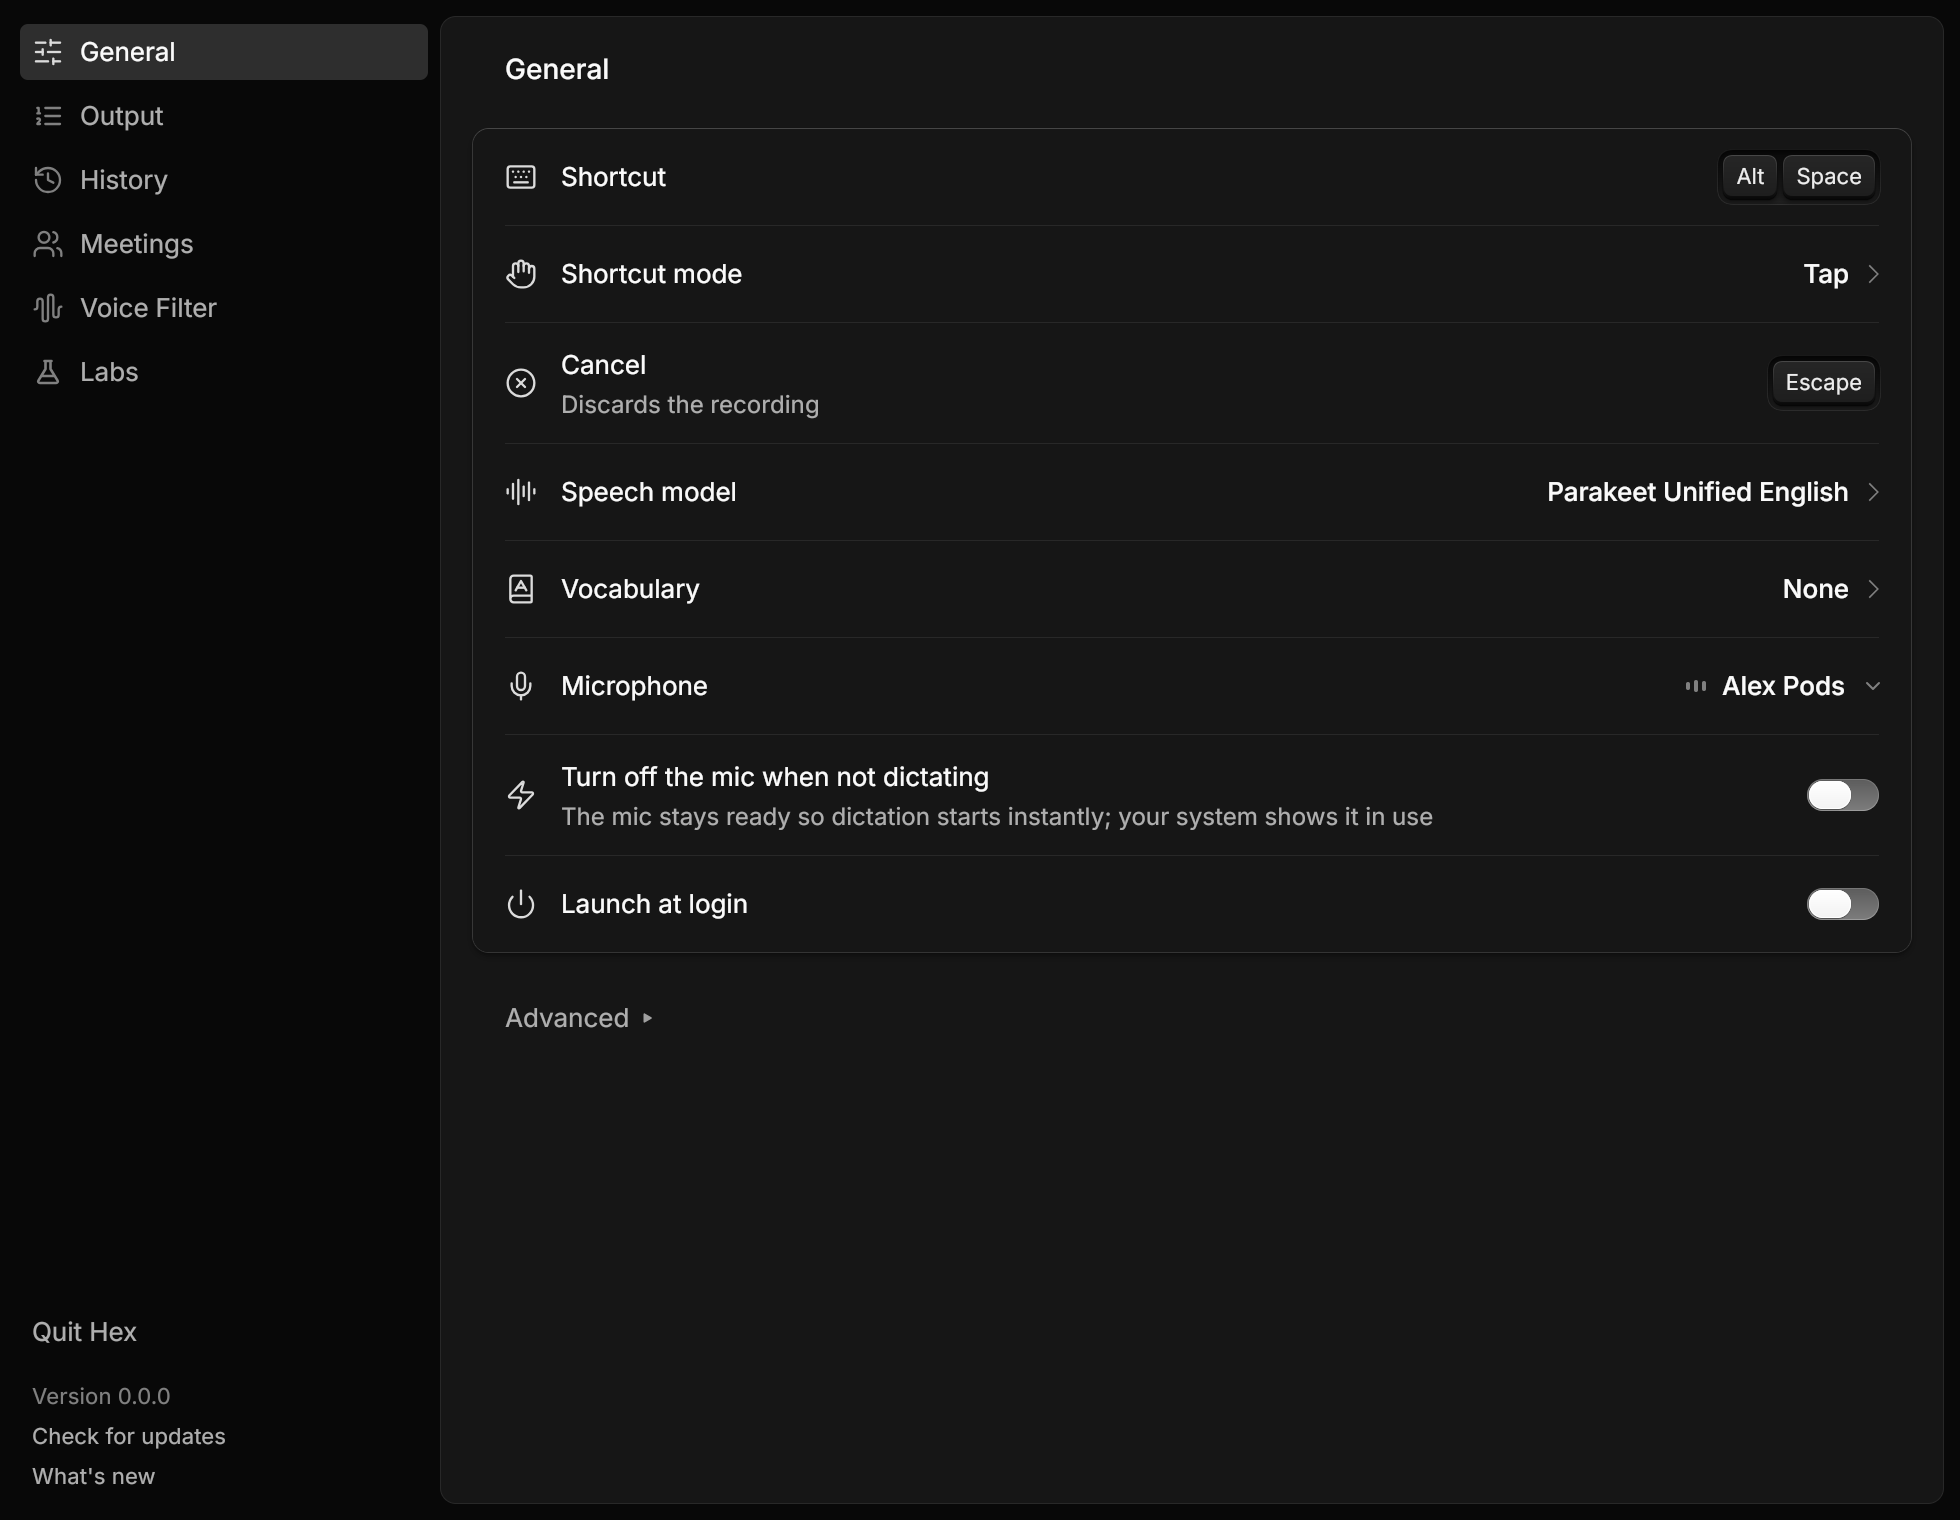 General
Output
History
Meetings
Voice Filter
Labs
Quit Hex
Version 0.0.0
Check for updates
What's new
General
Shortcut Alt Space
Shortcut mode Tap
Cancel Escape
Discards the recording
Speech model Parakeet Unified English
Vocabulary None
Microphone Alex Pods
Turn off the mic when not dictating
The mic stays ready so dictation starts instantly; your system shows it in use
Launch at login
Advanced